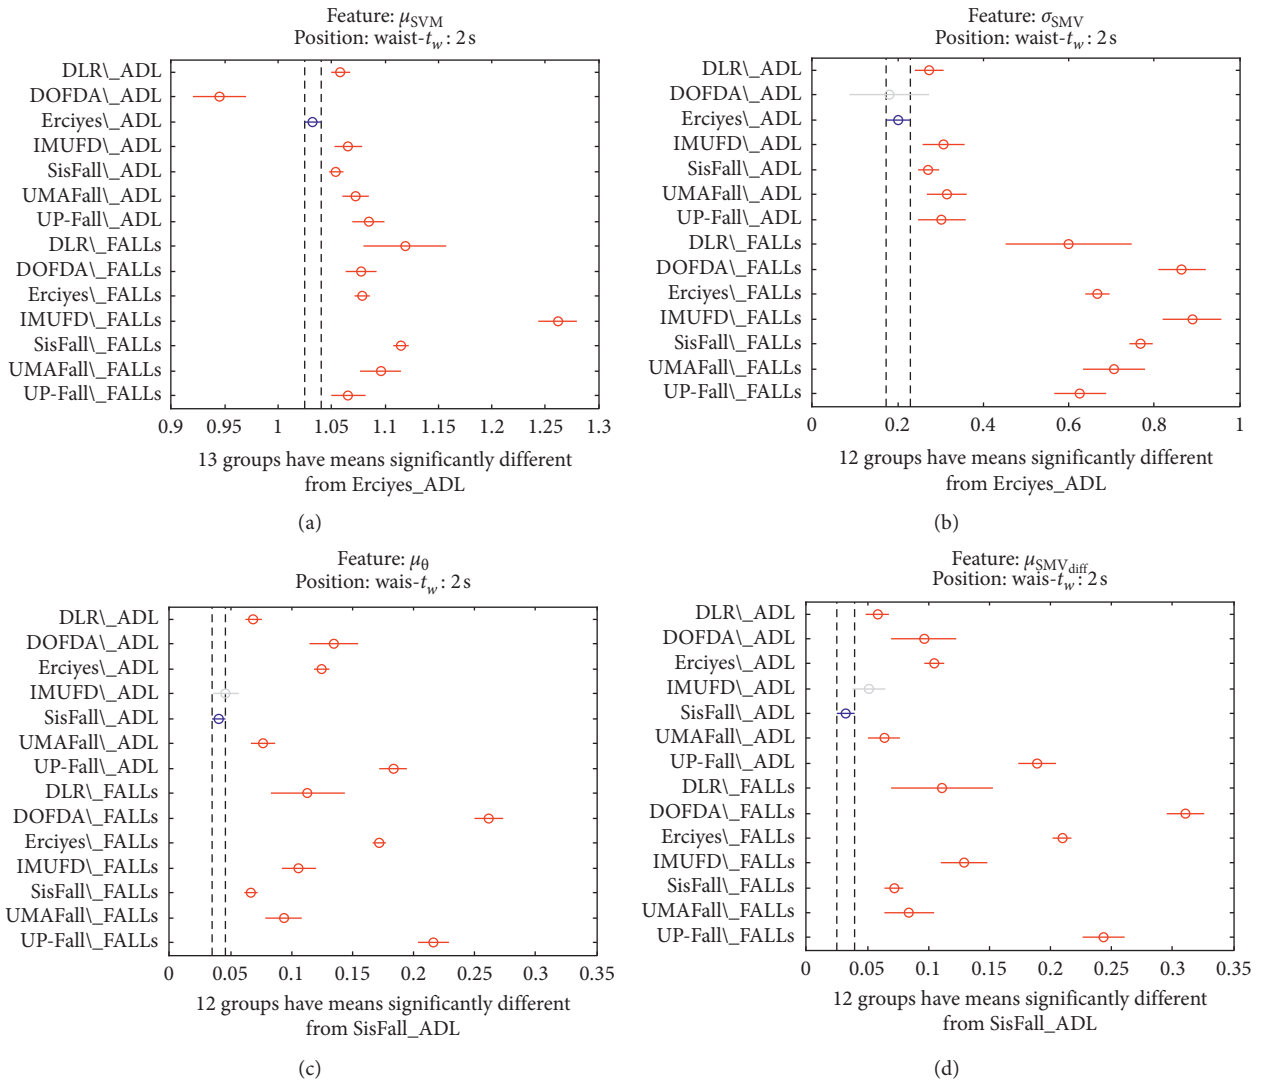 Feature: μSVM
Position: waist-tw: 2 s
DLR\_ADL
DOFDA\_ADL
Erciyes\_ADL
IMUFD\_ADL
SisFall\_ADL
UMAFall\_ADL
UP-Fall\_ADL
DLR\_FALLs
DOFDA\_FALLs
Erciyes\_FALLs
IMUFD\_FALLs
SisFall\_FALLs
UMAFall\_FALLs
UP-Fall\_FALLs
0.9 0.95 1 1.05 1.1 1.15 1.2 1.25 1.3
13 groups have means significantly different
from Erciyes_ADL
(a)
Feature: σSMV
Position: waist-tw: 2 s
DLR\_ADL
DOFDA\_ADL
Erciyes\_ADL
IMUFD\_ADL
SisFall\_ADL
UMAFall\_ADL
UP-Fall\_ADL
DLR\_FALLs
DOFDA\_FALLs
Erciyes\_FALLs
IMUFD\_FALLs
SisFall\_FALLs
UMAFall\_FALLs
UP-Fall\_FALLs
0 0.2 0.4 0.6 0.8 1
12 groups have means significantly different
from Erciyes_ADL
(b)
Feature: μθ
Position: wais-tw: 2 s
DLR\_ADL
DOFDA\_ADL
Erciyes\_ADL
IMUFD\_ADL
SisFall\_ADL
UMAFall\_ADL
UP-Fall\_ADL
DLR\_FALLs
DOFDA\_FALLs
Erciyes\_FALLs
IMUFD\_FALLs
SisFall\_FALLs
UMAFall\_FALLs
UP-Fall\_FALLs
0 0.05 0.1 0.15 0.2 0.25 0.3 0.35
12 groups have means significantly different
from SisFall_ADL
(c)
Feature: μSMVdiff
Position: wais-tw: 2 s
DLR\_ADL
DOFDA\_ADL
Erciyes\_ADL
IMUFD\_ADL
SisFall\_ADL
UMAFall\_ADL
UP-Fall\_ADL
DLR\_FALLs
DOFDA\_FALLs
Erciyes\_FALLs
IMUFD\_FALLs
SisFall\_FALLs
UMAFall\_FALLs
UP-Fall\_FALLs
0 0.05 0.1 0.15 0.2 0.25 0.3 0.35
12 groups have means significantly different
from SisFall_ADL
(d)